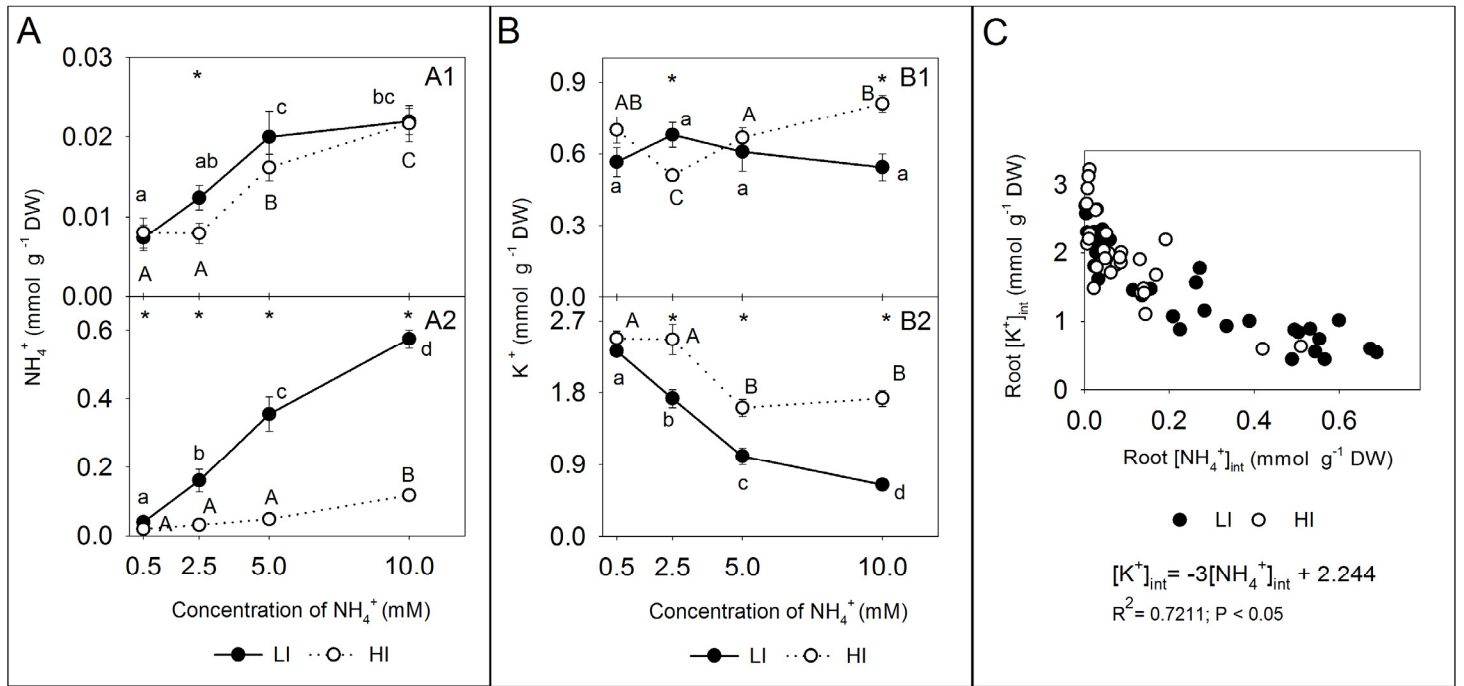 A
A1
0.03
0.02
0.01
0.00
*
a
ab
c
bc
A
A
B
C
A2
0.6
0.4
0.2
0.0
* * * *
a
b
c
d
A
A
A
B
NH₄⁺ (mmol g⁻¹ DW)
0.5 2.5 5.0 10.0
Concentration of NH₄⁺ (mM)
LI HI
B
B1
0.9
0.6
0.3
0.0
* *
AB
a
A
B
a
C
a
a
B2
2.7
1.8
0.9
0.0
* * *
A
A
B
B
a
b
c
d
K⁺ (mmol g⁻¹ DW)
0.5 2.5 5.0 10.0
Concentration of NH₄⁺ (mM)
LI HI
C
Root [K⁺]int (mmol g⁻¹ DW)
3
2
1
0
0.0 0.2 0.4 0.6
Root [NH₄⁺]int (mmol g⁻¹ DW)
LI HI
[K⁺]int= -3[NH₄⁺]int + 2.244
R²= 0.7211; P < 0.05